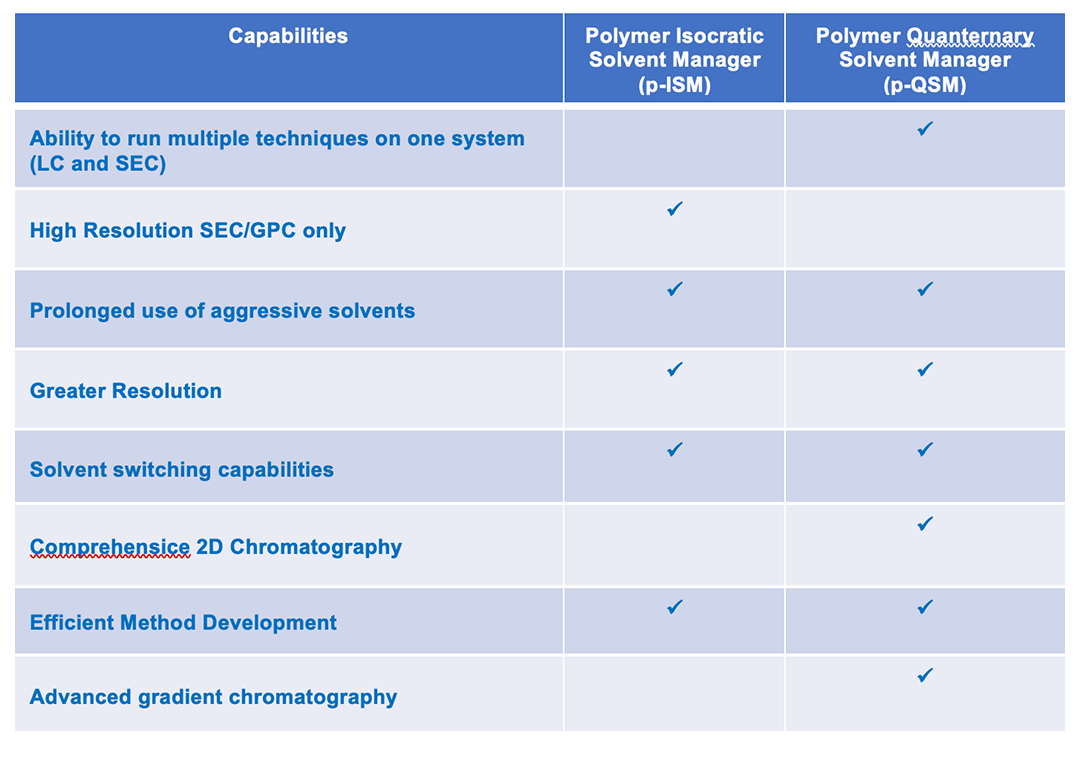 Capabilities
Polymer Isocratic
Solvent Manager
(p-ISM)
Polymer Quanternary
Solvent Manager
(p-QSM)
Ability to run multiple techniques on one system
(LC and SEC)
✓
High Resolution SEC/GPC only
✓
Prolonged use of aggressive solvents
✓ ✓
Greater Resolution
✓ ✓
Solvent switching capabilities
✓ ✓
Comprehensice 2D Chromatography
✓
Efficient Method Development
✓ ✓
Advanced gradient chromatography
✓